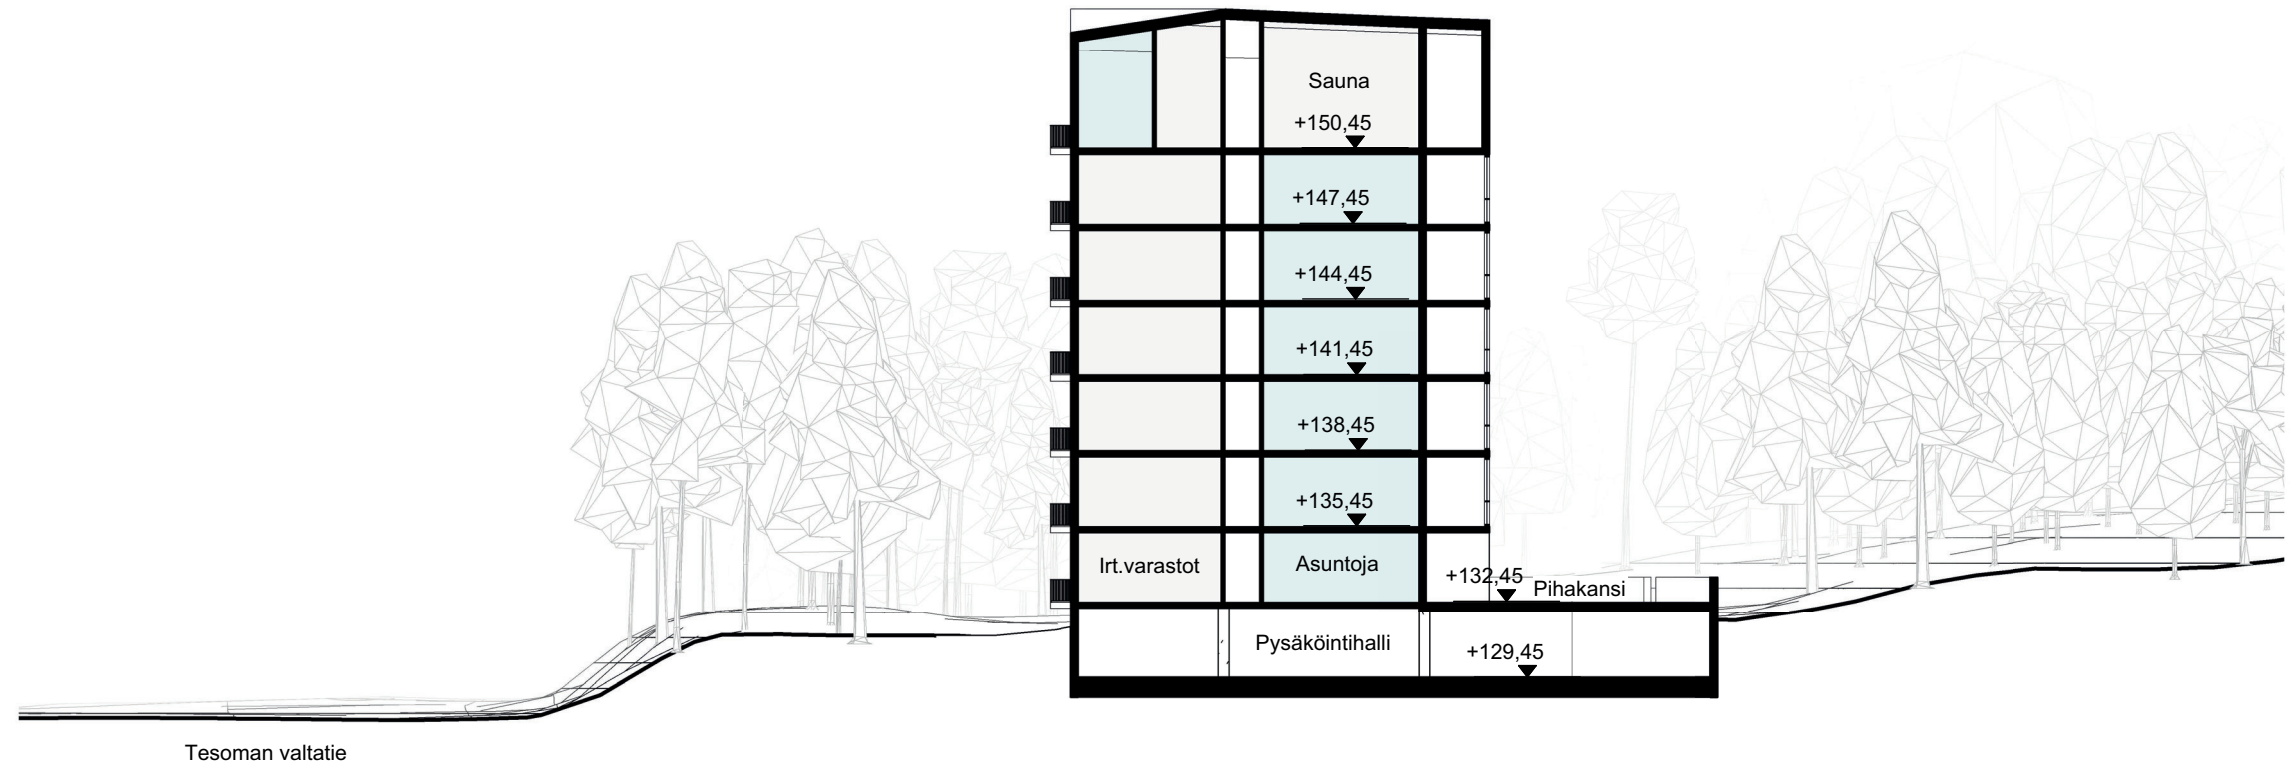 Sauna
+150,45
+147,45
+144,45
+141,45
+138,45
+135,45
Irt.varastot
Asuntoja
+132,45
Pihakansi
Pysäköintihalli
+129,45
Tesoman valtatie